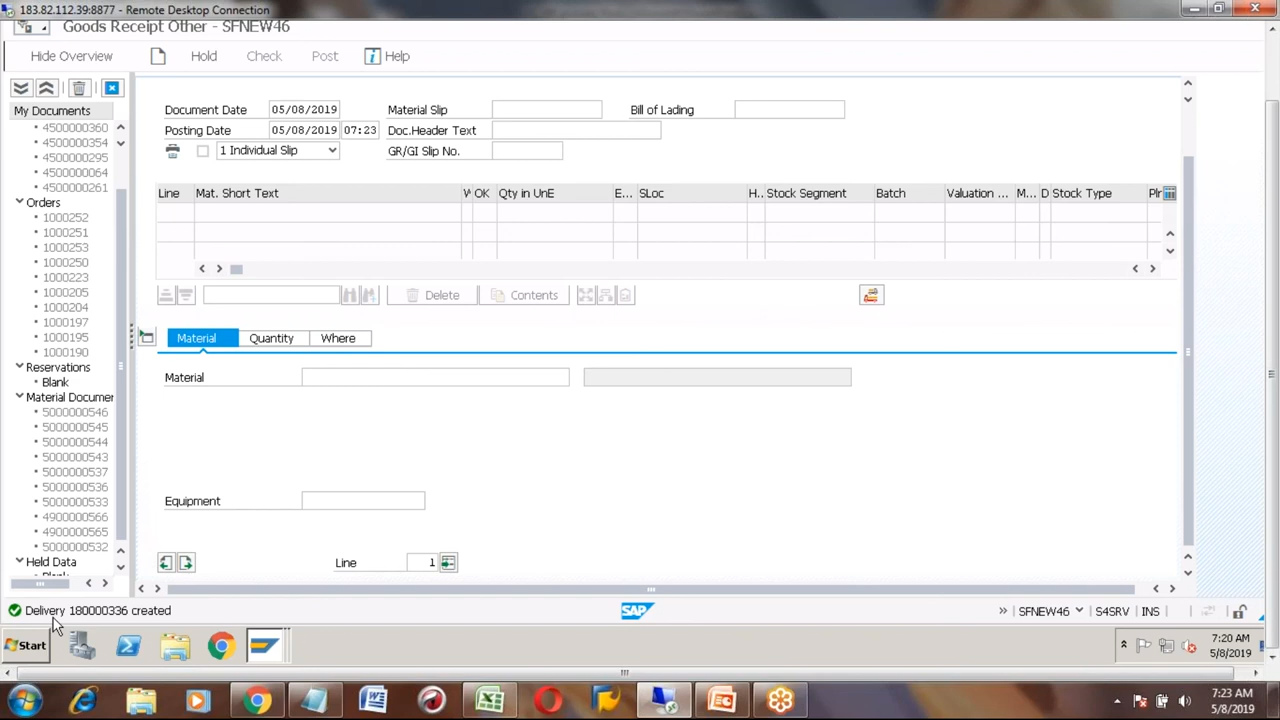 183.82.112.39:8877 - Remote Desktop Connection
Goods Receipt Other - SFNEW46
Hide Overview Hold Check Post i Help
My Documents
4500000360
4500000354
4500000295
4500000064
4500000261
Orders
1000252
1000251
1000253
1000250
1000223
1000205
1000204
1000197
1000195
1000190
Reservations
Blank
Material Documer
5000000546
5000000545
5000000544
5000000543
5000000537
5000000536
5000000533
4900000566
4900000565
5000000532
Held Data
Blank
Document Date 05/08/2019 Material Slip Bill of Lading
Posting Date 05/08/2019 07:23 Doc.Header Text
1 Individual Slip GR/GI Slip No.
Line Mat. Short Text OK Qty in UnE E... SLoc H.. Stock Segment Batch Valuation ... M... D Stock Type
Delete Contents
Material Quantity Where
Material
Equipment
Line 1
Delivery 180000336 created SAP SFNEW46 S4SRV INS
Start 7:20 AM
5/8/2019
7:23 AM
5/8/2019